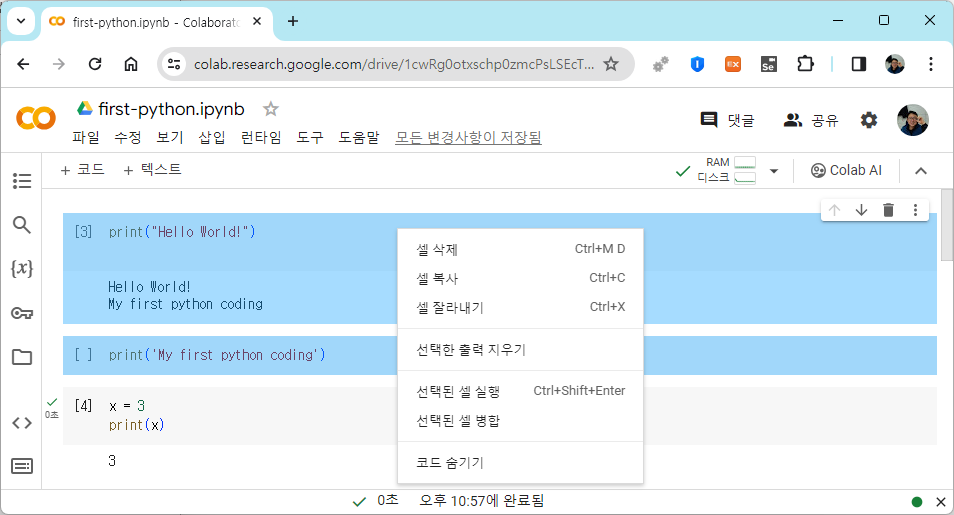 first-python.ipynb - Colaborat
colab.research.google.com/drive/1cwRg0otxschp0zmcPsLSEcT...
first-python.ipynb
댓글
공유
파일 수정 보기 삽입 런타임 도구 도움말 모든 변경사항이 저장됨
+ 코드 + 텍스트
RAM
디스크
Colab AI
[3] print("Hello World!")
Hello World!
My first python coding
[ ] print('My first python coding')
[4] x = 3
0초
print(x)
3
셀 삭제 Ctrl+M D
셀 복사 Ctrl+C
셀 잘라내기 Ctrl+X
선택한 출력 지우기
선택된 셀 실행 Ctrl+Shift+Enter
선택된 셀 병합
코드 숨기기
0초 오후 10:57에 완료됨